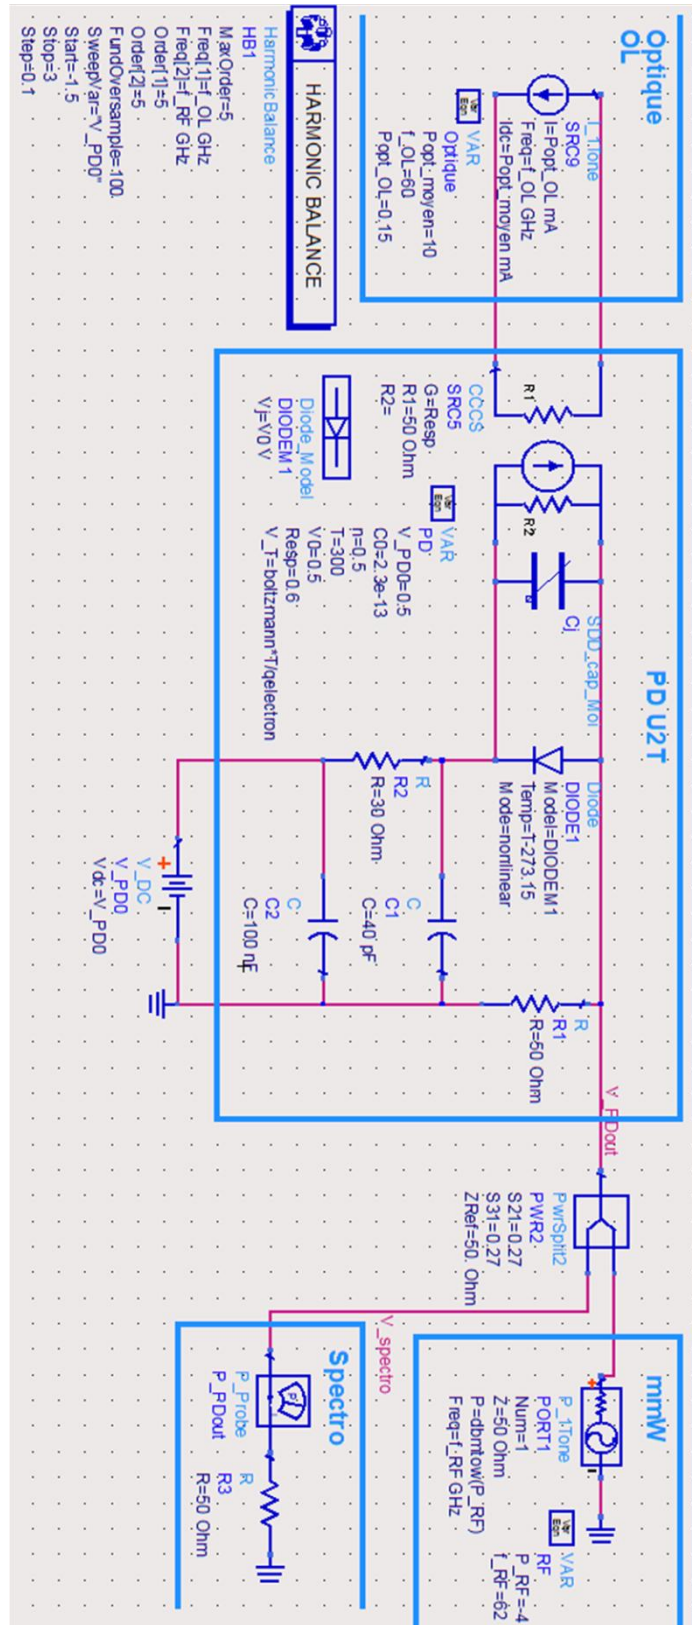 Optique
OL
I_1Tone
SRC9
I=Popt_OL mA
Freq=f_OL GHz
Idc=Popt_moyen mA
Var
Eqn
VAR
Optique
Popt_moyen=10
f_OL=60
Popt_OL=0.15
HARMONIC BALANCE
Harmonic Balance
HB1
MaxOrder=5
Freq[1]=f_OL GHz
Freq[2]=f_RF GHz
Order[1]=5
Order[2]=5
FundOversample=100
SweepVar="V_PD0"
Start=-1.5
Stop=3
Step=0.1
PD U2T
R1
R2
CCCS
SRC5
G=Resp
R1=50 Ohm
R2=
SDD_cap_Mol
Cj
Diode
DIODE1
Model=DIODEM1
Temp=T-273.15
Mode=nonlinear
Diode_Model
DIODEM1
Vj=V0 V
Var
Eqn
VAR
PD
V_PD0=0.5
C0=2.3e-13
n=0.5
T=300
V0=0.5
Resp=0.6
V_T=boltzmann*T/qelectron
R
R2
R=30 Ohm
C
C1
C=40 pF
C
C2
C=100 nF
R
R1
R=50 Ohm
V_DC
V_PD0
Vdc=V_PD0
V_PDout
PwrSplit2
PWR2
S21=0.27
S31=0.27
ZRef=50. Ohm
mmW
P_1Tone
PORT1
Num=1
Z=50 Ohm
P=dbmtow(P_RF)
Freq=f_RF GHz
Var
Eqn
VAR
RF
P_RF=-4
f_RF=62
V_spectro
Spectro
P_Probe
P_PDout
R
R3
R=50 Ohm